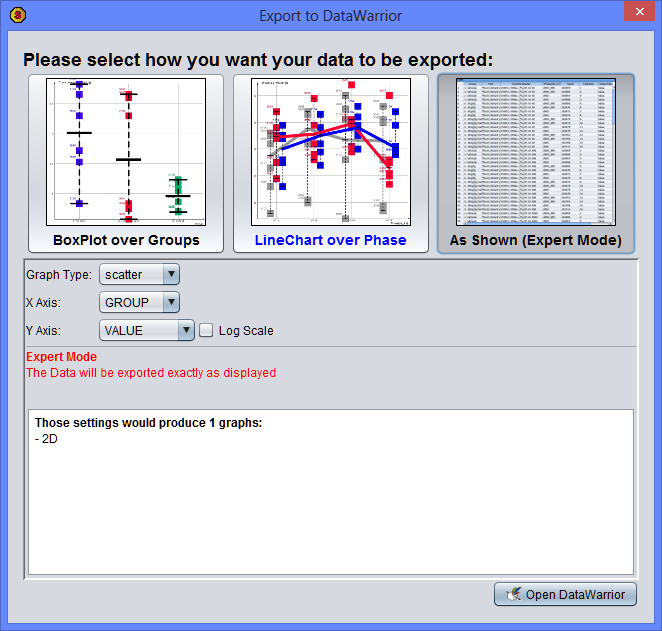 Export to DataWarrior
Please select how you want your data to be exported:
BoxPlot over Groups
LineChart over Phase
As Shown (Expert Mode)
Graph Type: scatter
X Axis: GROUP
Y Axis: VALUE Log Scale
Expert Mode
The Data will be exported exactly as displayed
Those settings would produce 1 graphs:
- 2D
Open DataWarrior